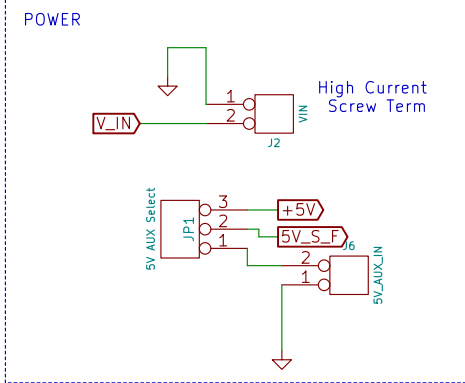 POWER
High Current
Screw Term
1
2
V_IN
VIN
J2
5V AUX Select
JP1
3
2
1
+5V
5V_S_F
J6
2
1
5V_AUX_IN